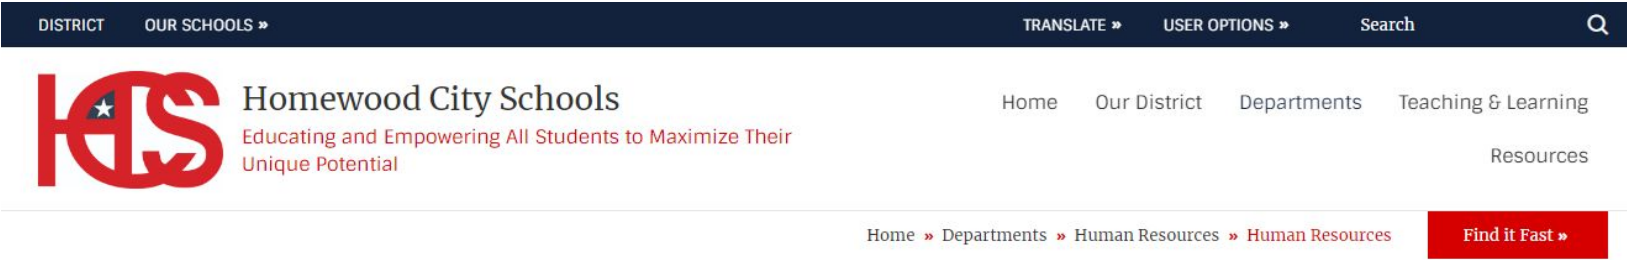 DISTRICT OUR SCHOOLS » TRANSLATE » USER OPTIONS » Search
HCS
Homewood City Schools
Educating and Empowering All Students to Maximize Their
Unique Potential
Home Our District Departments Teaching & Learning
Resources
Home » Departments » Human Resources » Human Resources
Find it Fast »